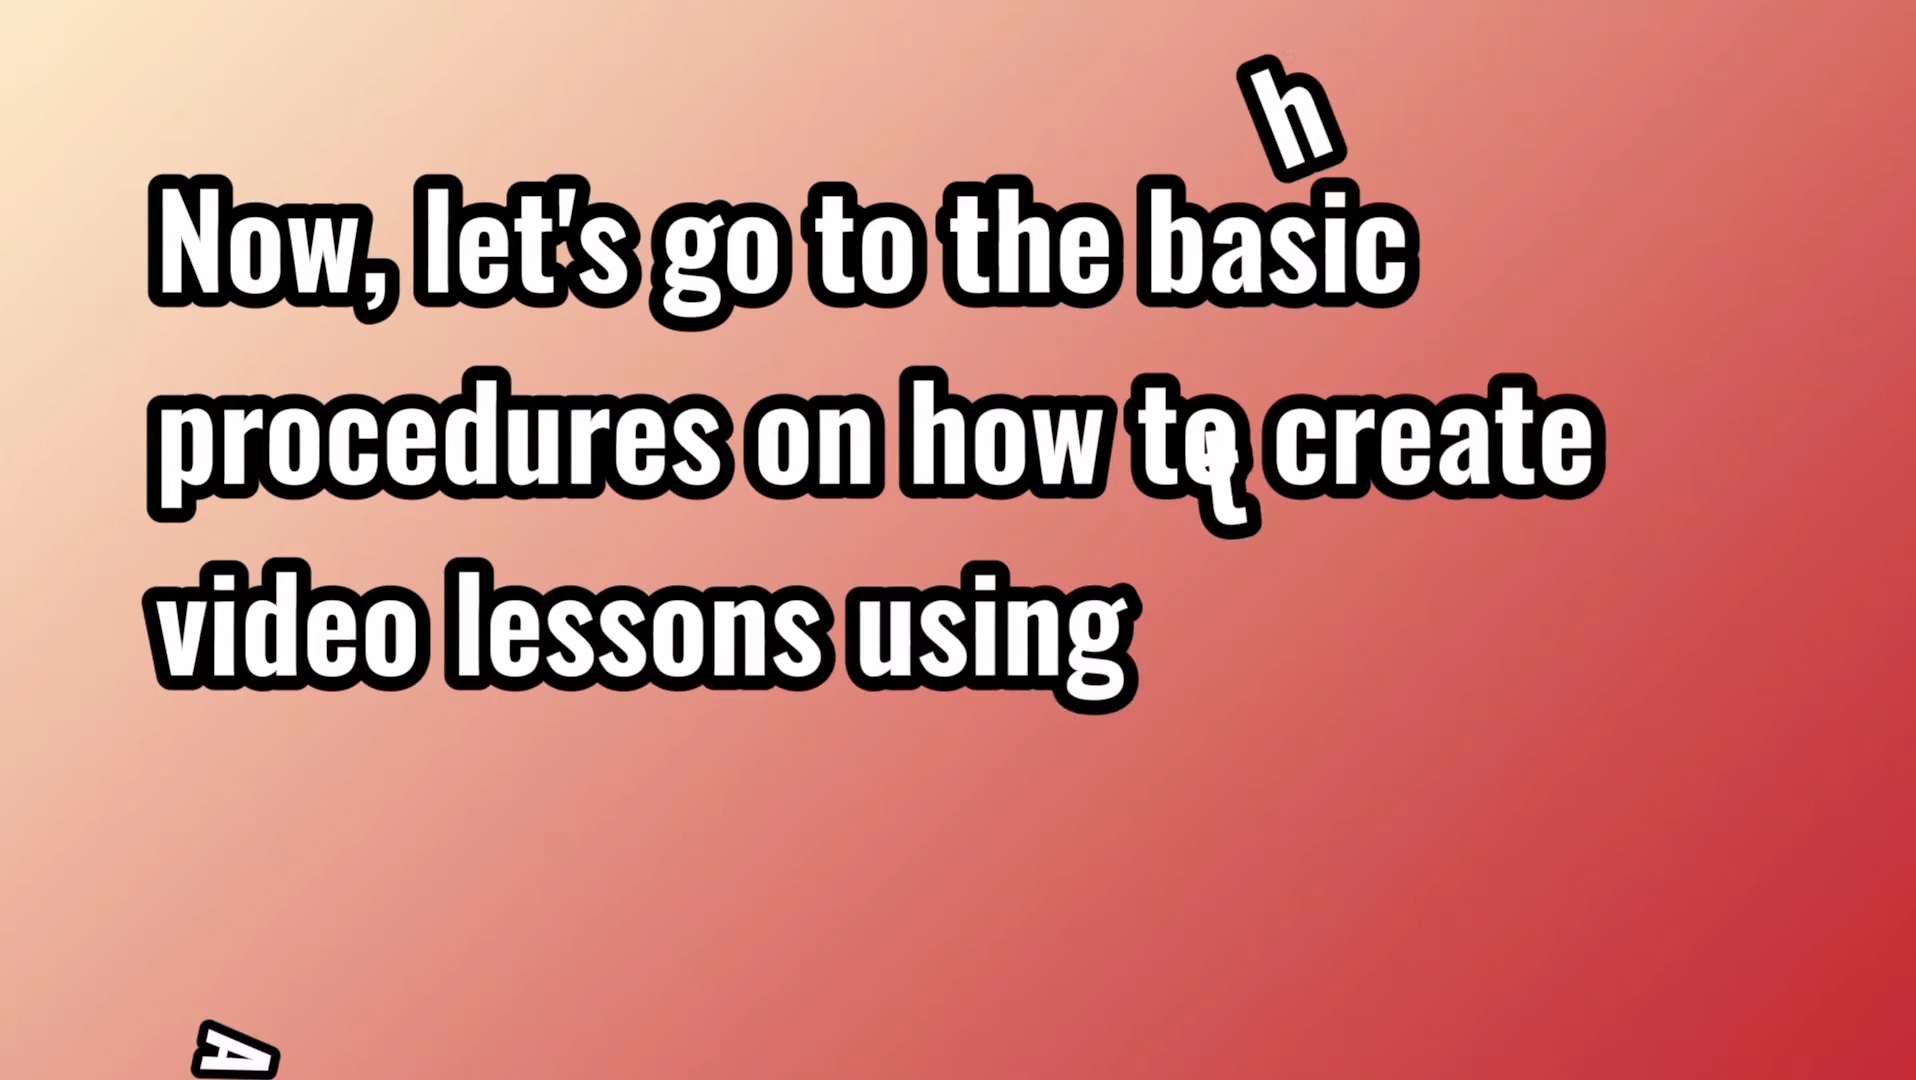 h
Now, let's go to the basic
procedures on how to create
t
video lessons using
A